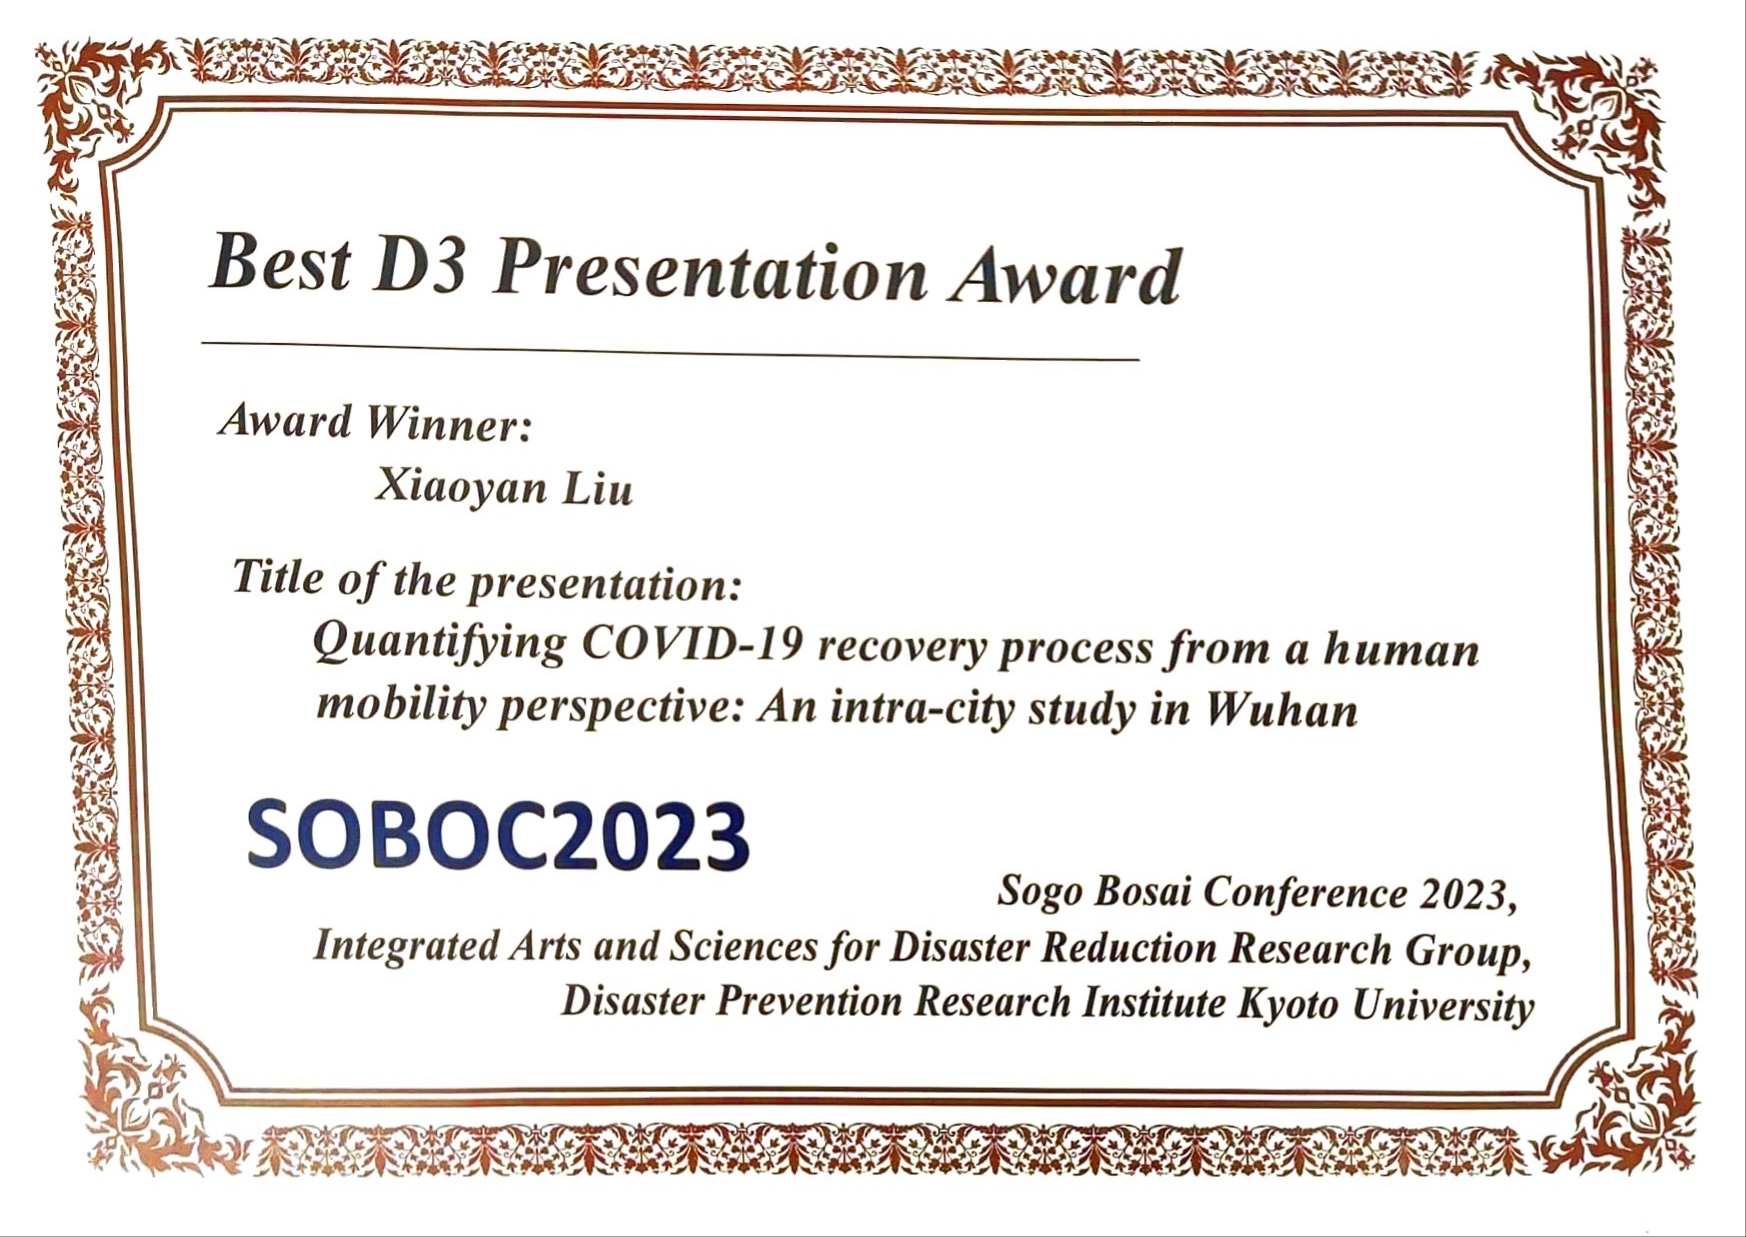 Best D3 Presentation Award
Award Winner:
Xiaoyan Liu
Title of the presentation:
Quantifying COVID-19 recovery process from a human
mobility perspective: An intra-city study in Wuhan
SOBOC2023
Sogo Bosai Conference 2023,
Integrated Arts and Sciences for Disaster Reduction Research Group,
Disaster Prevention Research Institute Kyoto University